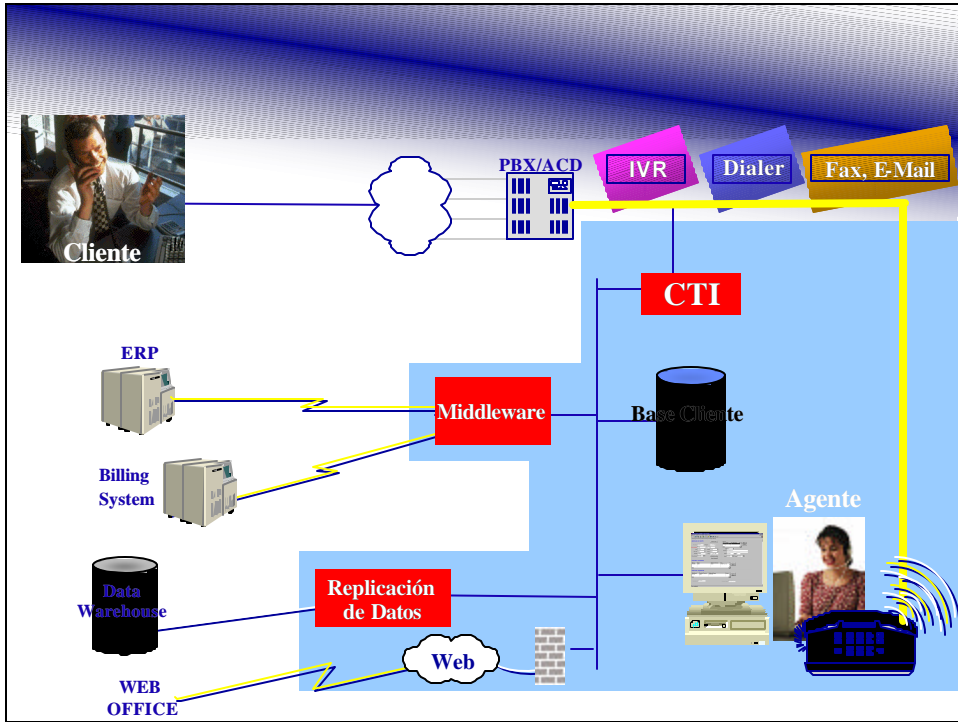 PBX/ACD
IVR
Dialer
Fax, E-Mail
Cliente
CTI
ERP
Middleware
Base Cliente
Billing
System
Agente
Data
Warehouse
Replicación
de Datos
Web
WEB
OFFICE